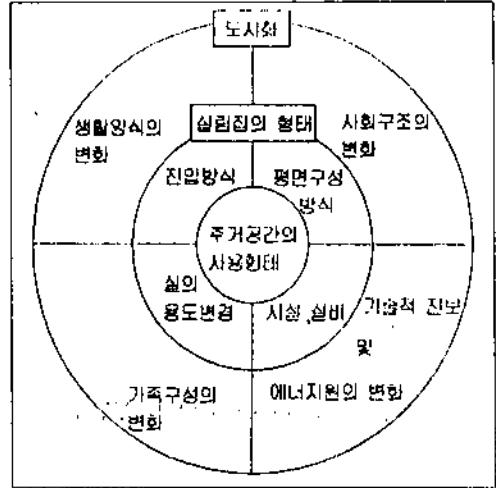 도시화
생활양식의
변화
사회구조의
변화
살림집의 형태
진입방식
평면구성
방식
주거공간의
사용형태
실의
용도변경
시설, 설비
기술적 진보
및
에너지원의 변화
가족구성의
변화